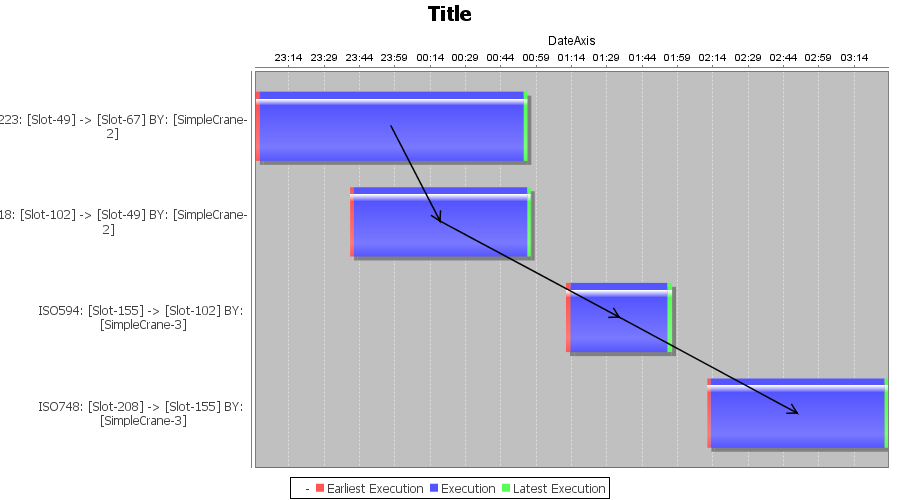 Title
DateAxis
23:14 23:29 23:44 23:59 00:14 00:29 00:44 00:59 01:14 01:29 01:44 01:59 02:14 02:29 02:44 02:59 03:14
223: [Slot-49] -> [Slot-67] BY: [SimpleCrane-
2]
18: [Slot-102] -> [Slot-49] BY: [SimpleCrane-
2]
ISO594: [Slot-155] -> [Slot-102] BY:
[SimpleCrane-3]
ISO748: [Slot-208] -> [Slot-155] BY:
[SimpleCrane-3]
- Earliest Execution Execution Latest Execution